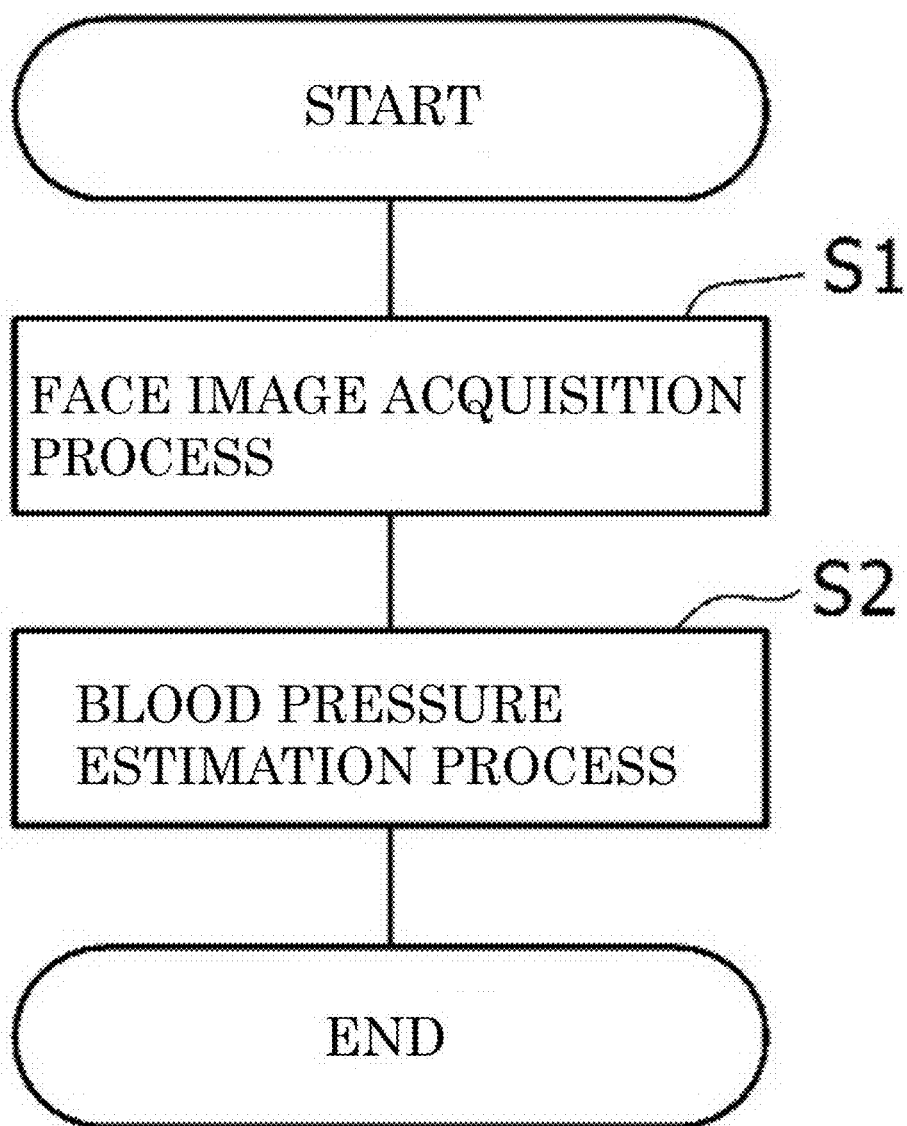 START
S1
FACE IMAGE ACQUISITION
PROCESS
S2
BLOOD PRESSURE
ESTIMATION PROCESS
END